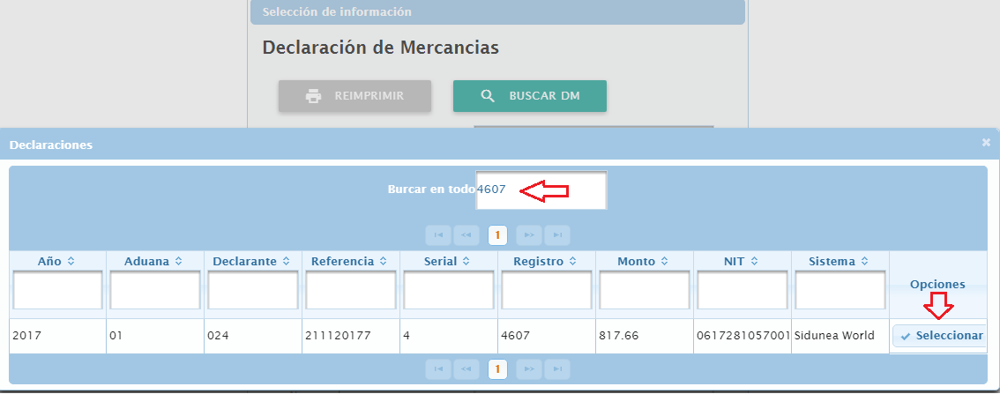 Selección de información
Declaración de Mercancias
REIMPRIMIR BUSCAR DM
Declaraciones
Burcar en todo 4607
1
Año Aduana Declarante Referencia Serial Registro Monto NIT Sistema Opciones
2017 01 024 211120177 4 4607 817.66 0617281057001 Sidunea World Seleccionar
1